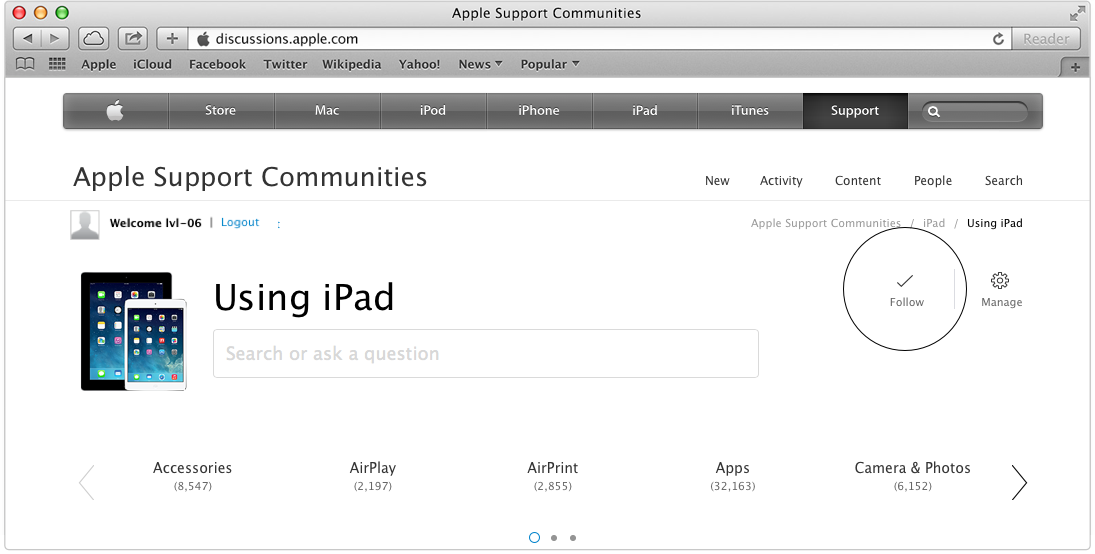 Apple Support Communities
discussions.apple.com
Reader
Apple iCloud Facebook Twitter Wikipedia Yahoo! News Popular
Store Mac iPod iPhone iPad iTunes Support
Apple Support Communities
New Activity Content People Search
Welcome lvl-06 | Logout :
Apple Support Communities / iPad / Using iPad
Using iPad
Follow
Manage
Search or ask a question
Accessories AirPlay AirPrint Apps Camera & Photos
(8,547) (2,197) (2,855) (32,163) (6,152)